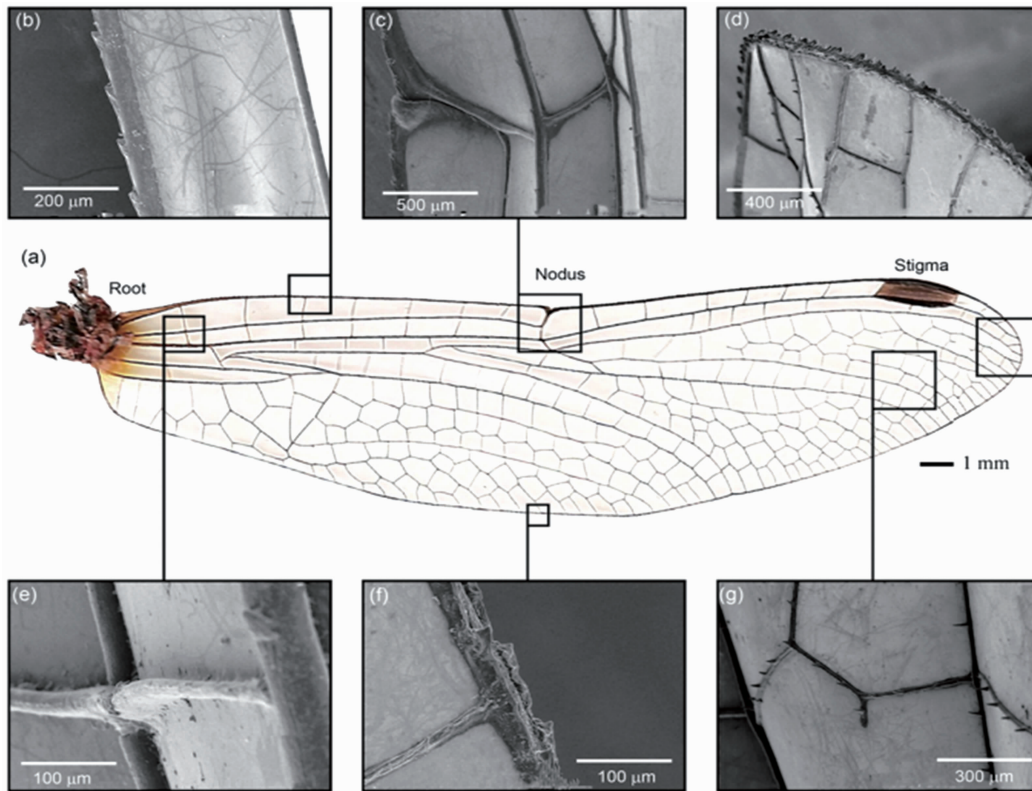 (b)
200 μm
(c)
500 μm
(d)
400 μm
(a)
Root
Nodus
Stigma
1 mm
(e)
100 μm
(f)
100 μm
(g)
300 μm